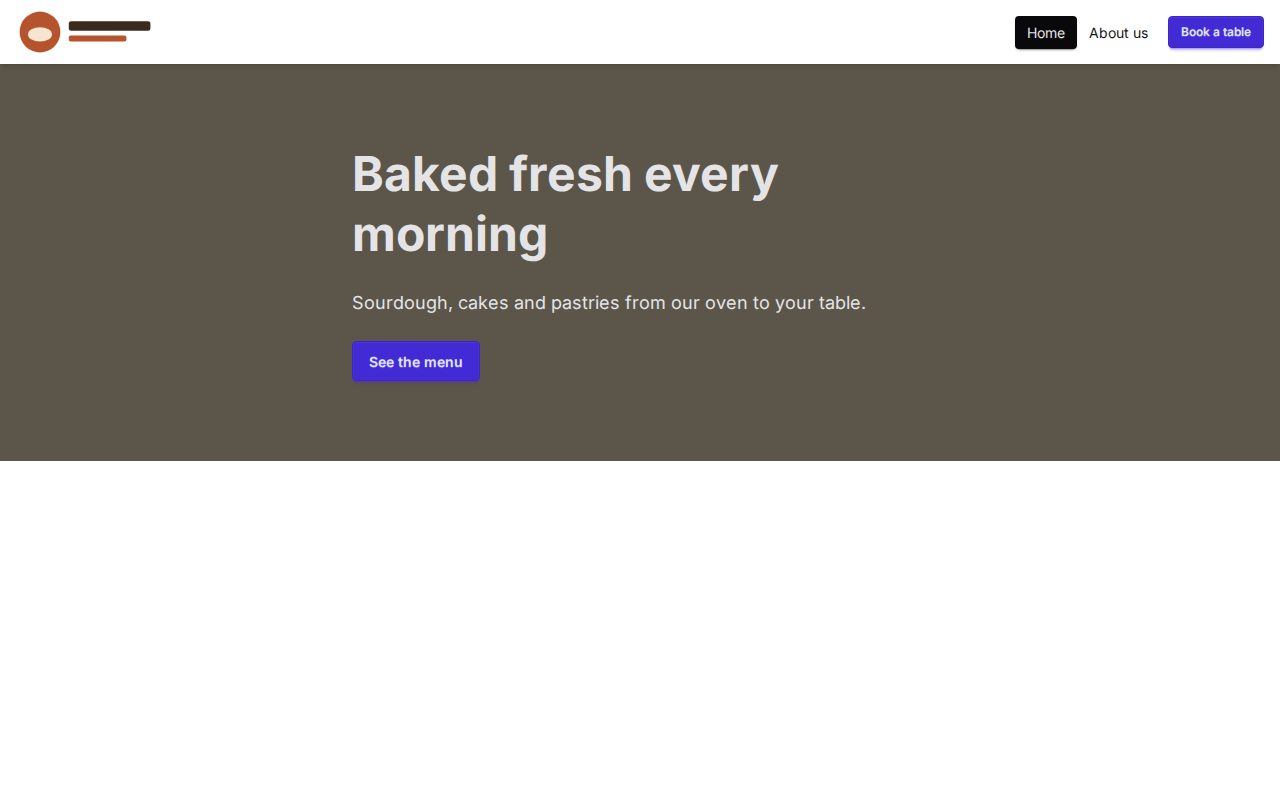 Home
About us
Book a table
Baked fresh every
morning
Sourdough, cakes and pastries from our oven to your table.
See the menu